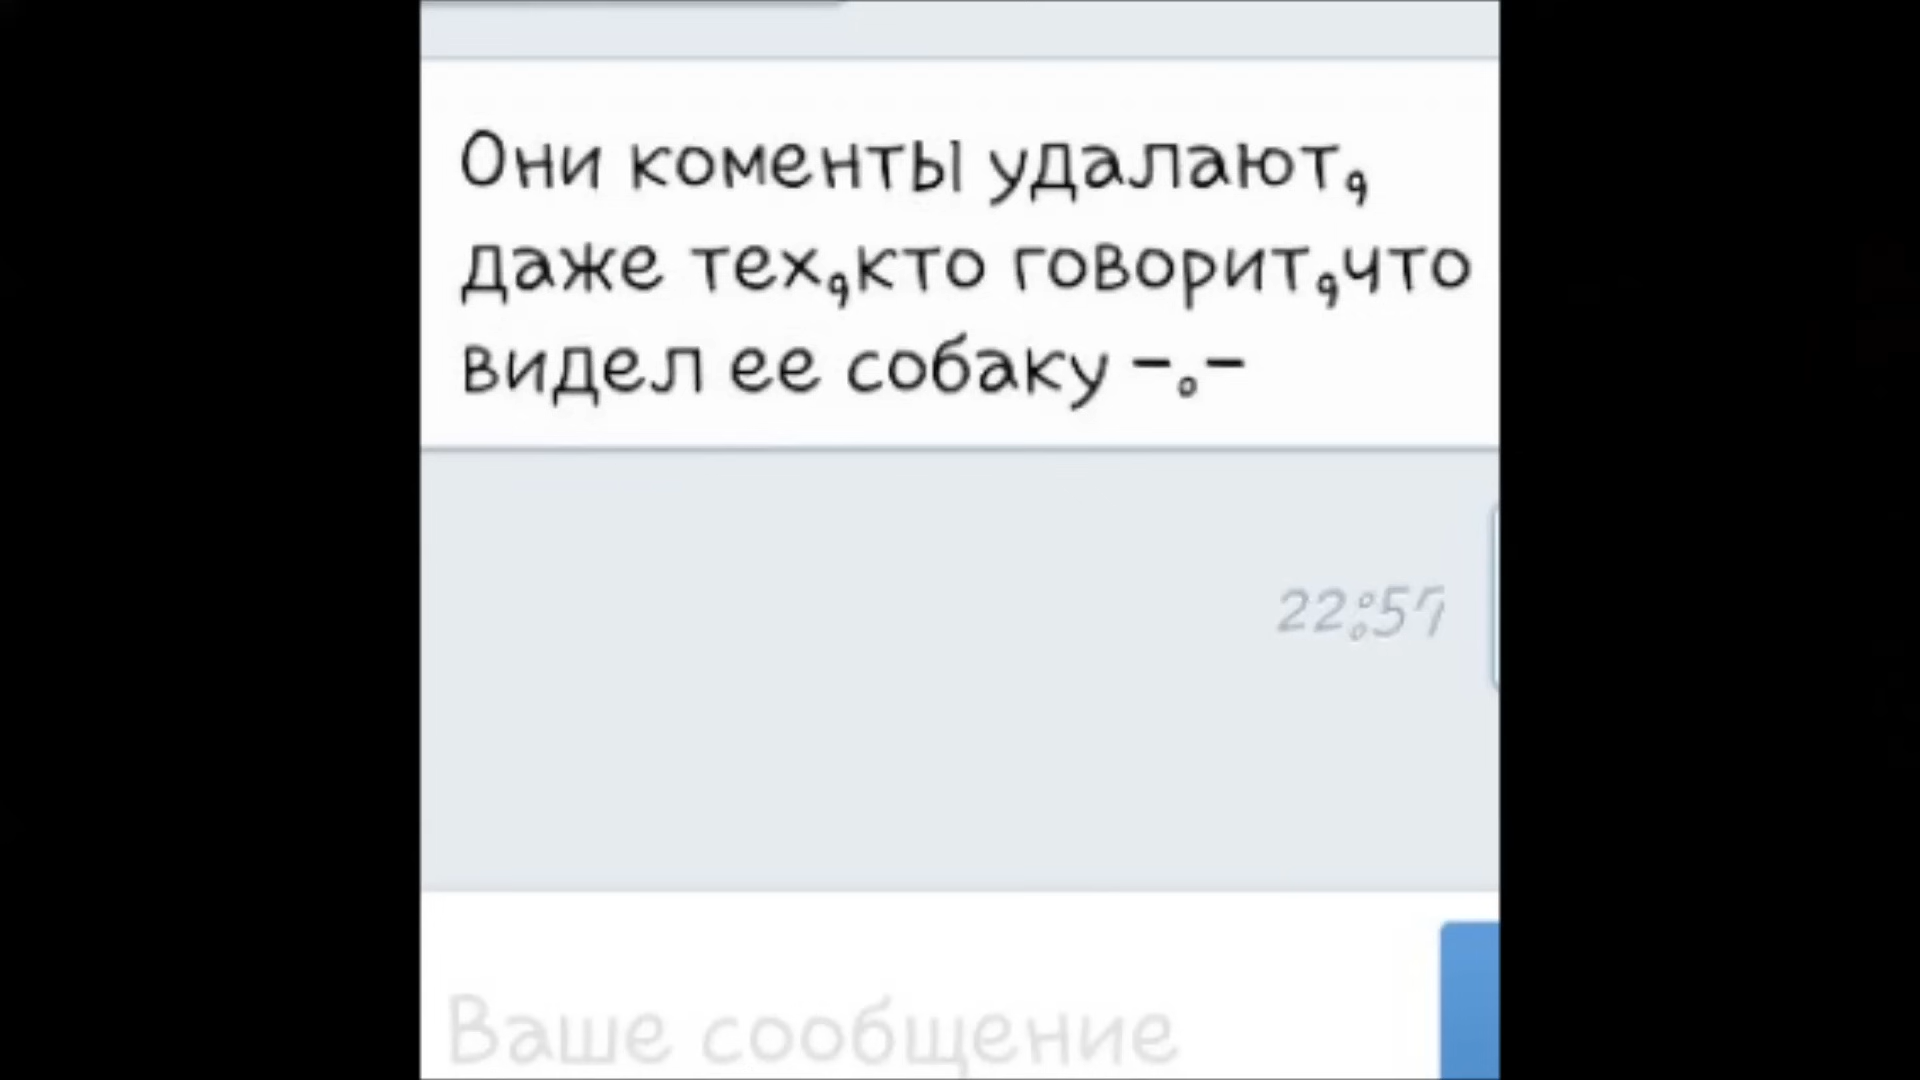 Они коменты удалают,
даже тех,кто говорит,что
видел ее собаку -.-
22:57
Ваше сообщение